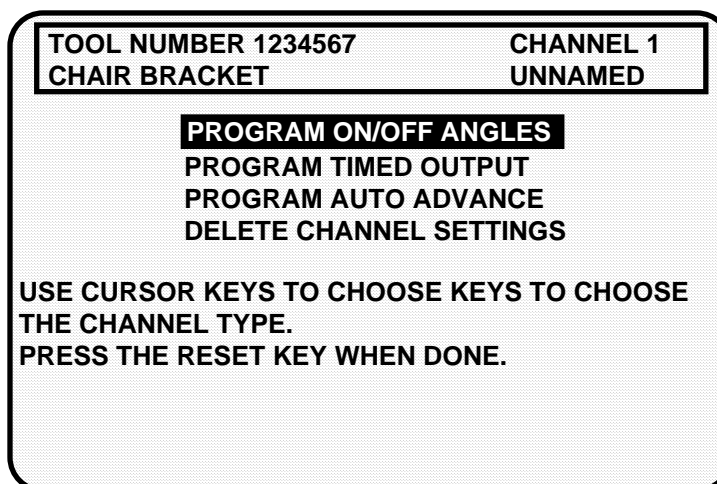 TOOL NUMBER 1234567 CHANNEL 1
CHAIR BRACKET UNNAMED
PROGRAM ON/OFF ANGLES
PROGRAM TIMED OUTPUT
PROGRAM AUTO ADVANCE
DELETE CHANNEL SETTINGS
USE CURSOR KEYS TO CHOOSE KEYS TO CHOOSE
THE CHANNEL TYPE.
PRESS THE RESET KEY WHEN DONE.